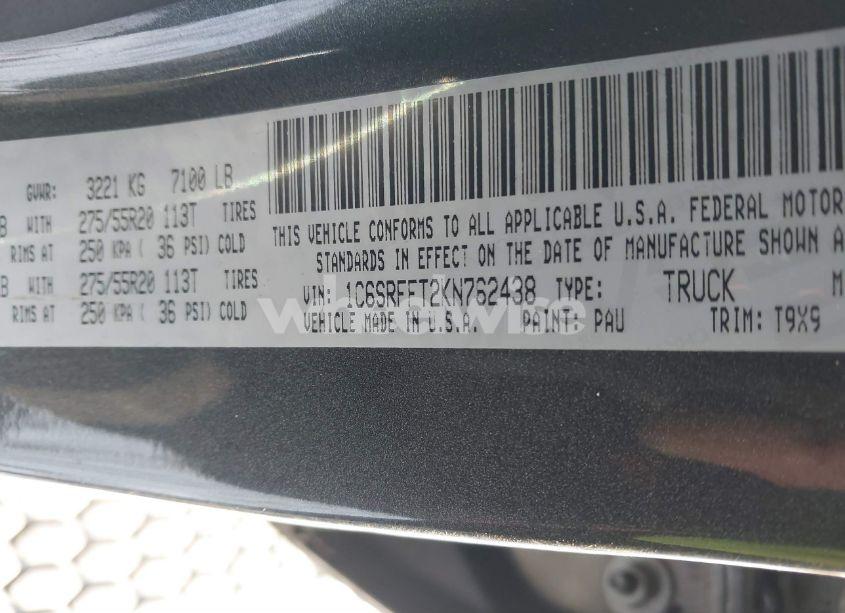 GVWR: 3221 KG 7100 LB
B WITH 275/55R20 113T TIRES
RIMS AT 250 KPA ( 36 PSI) COLD
B WITH 275/55R20 113T TIRES
RIMS AT 250 KPA ( 36 PSI) COLD
THIS VEHICLE CONFORMS TO ALL APPLICABLE U.S.A. FEDERAL MOTOR
STANDARDS IN EFFECT ON THE DATE OF MANUFACTURE SHOWN A
VIN: 1C6SRFFT2KN762438 TYPE: TRUCK M
VEHICLE MADE IN U.S.A. PAINT: PAU TRIM: T9X9
wheelwise